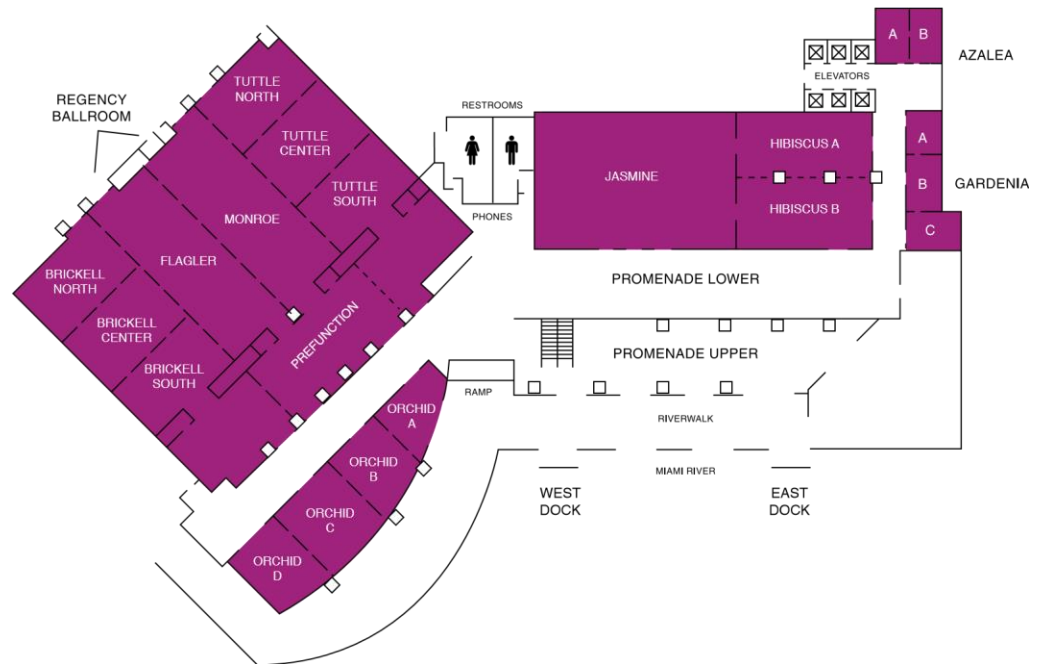 REGENCY
BALLROOM
TUTTLE
NORTH
TUTTLE
CENTER
TUTTLE
SOUTH
MONROE
FLAGLER
BRICKELL
NORTH
BRICKELL
CENTER
BRICKELL
SOUTH
PREFUNCTION
RESTROOMS
PHONES
JASMINE
HIBISCUS A
HIBISCUS B
ELEVATORS
A
B
AZALEA
A
B
GARDENIA
C
PROMENADE LOWER
PROMENADE UPPER
RAMP
RIVERWALK
MIAMI RIVER
WEST
DOCK
EAST
DOCK
ORCHID
A
ORCHID
B
ORCHID
C
ORCHID
D